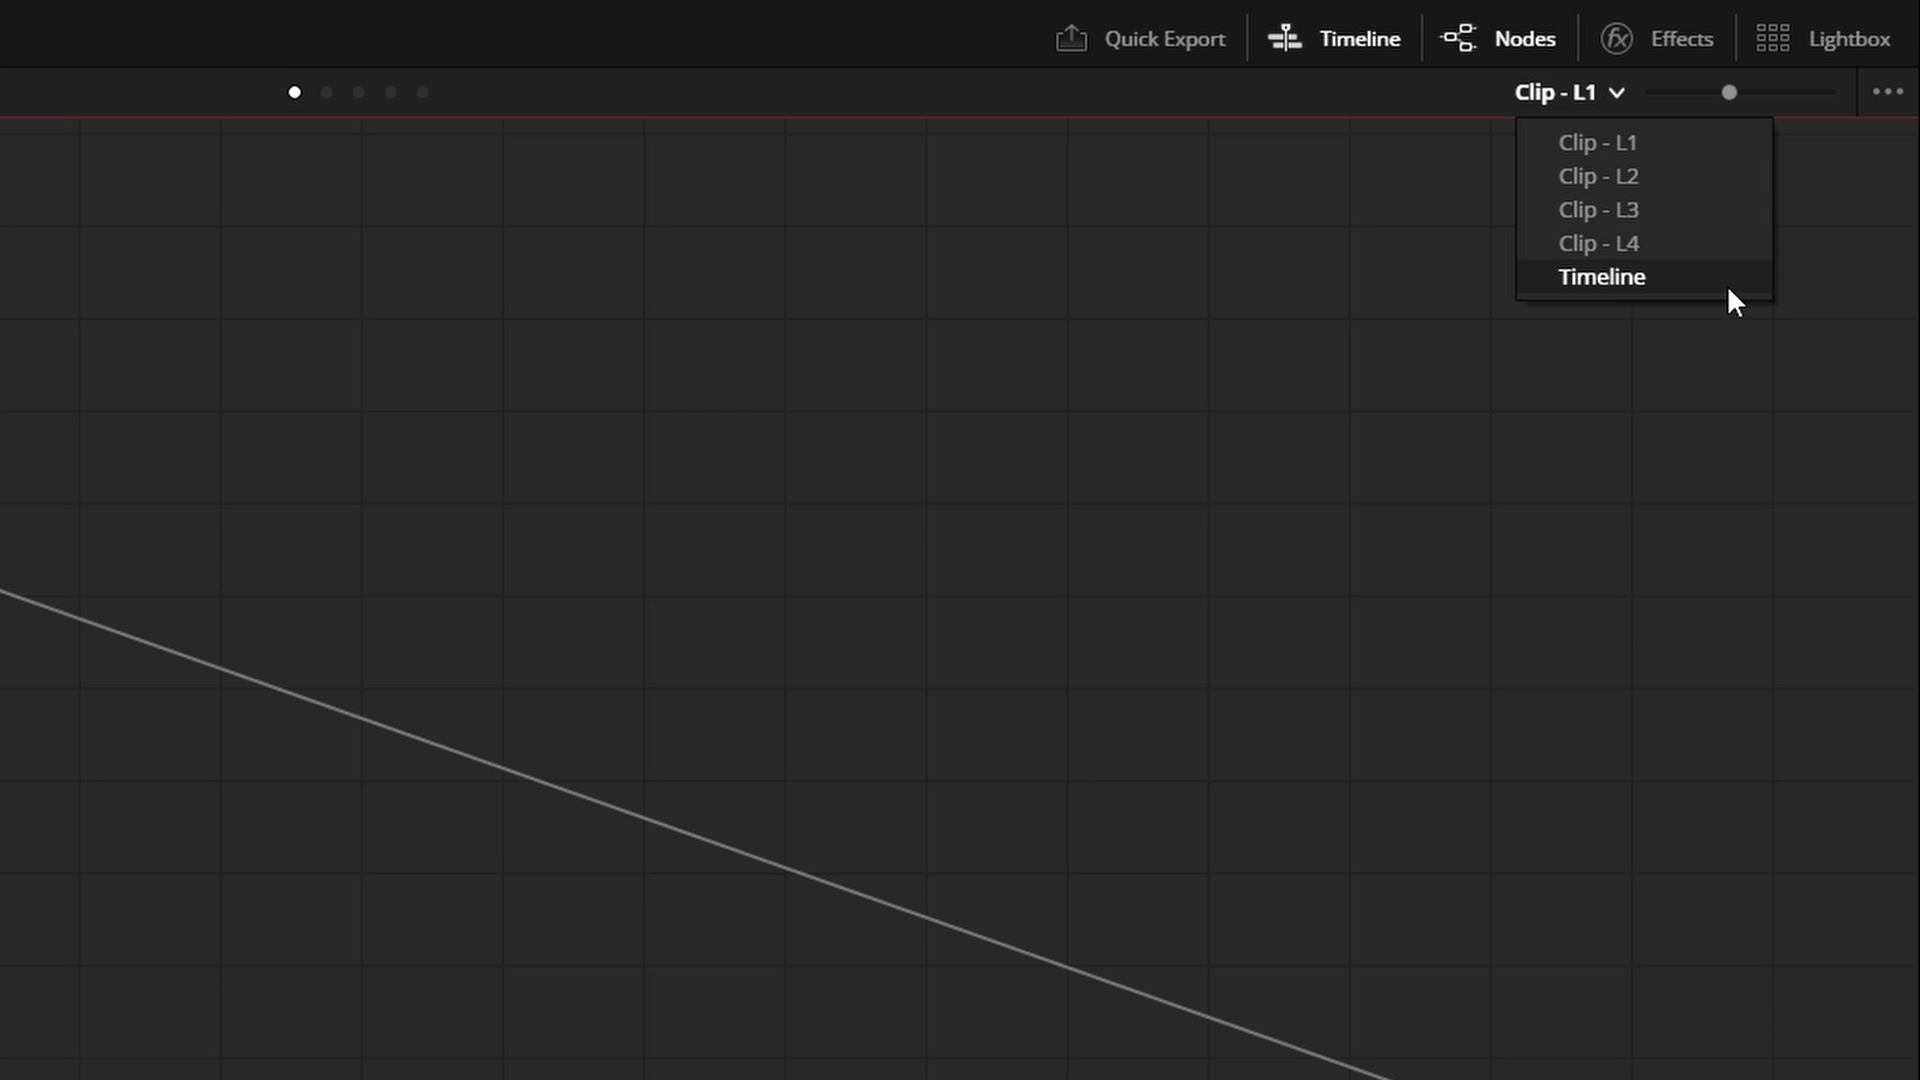 Quick Export
Timeline
Nodes
Effects
Lightbox
Clip - L1
Clip - L1
Clip - L2
Clip - L3
Clip - L4
Timeline